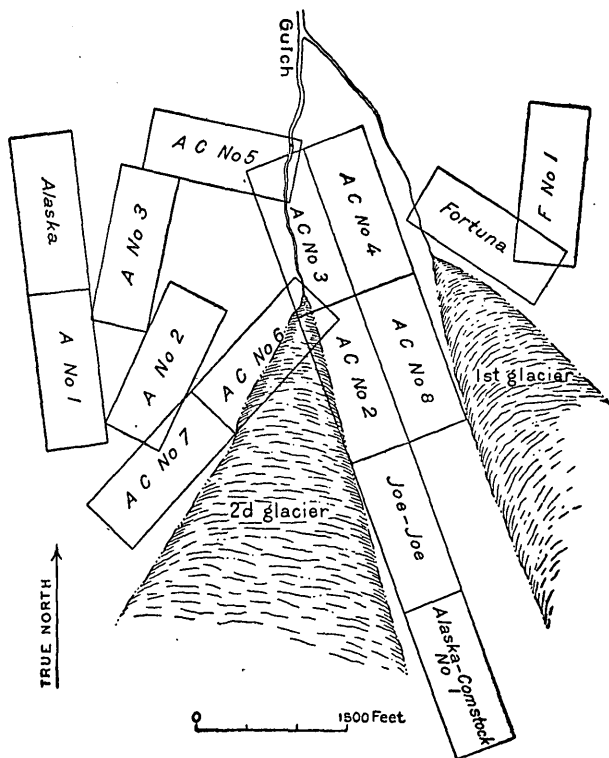 Gulch
A C No 5
Alaska
A No 3
A C No 3
A C No 4
Fortuna
F No 1
A No 1
A No 2
A C No 6
A C No 2
A C No 8
1st glacier
A C No 7
2d glacier
Joe-Joe
Alaska-Comstock
No 1
TRUE NORTH
0
1500 Feet